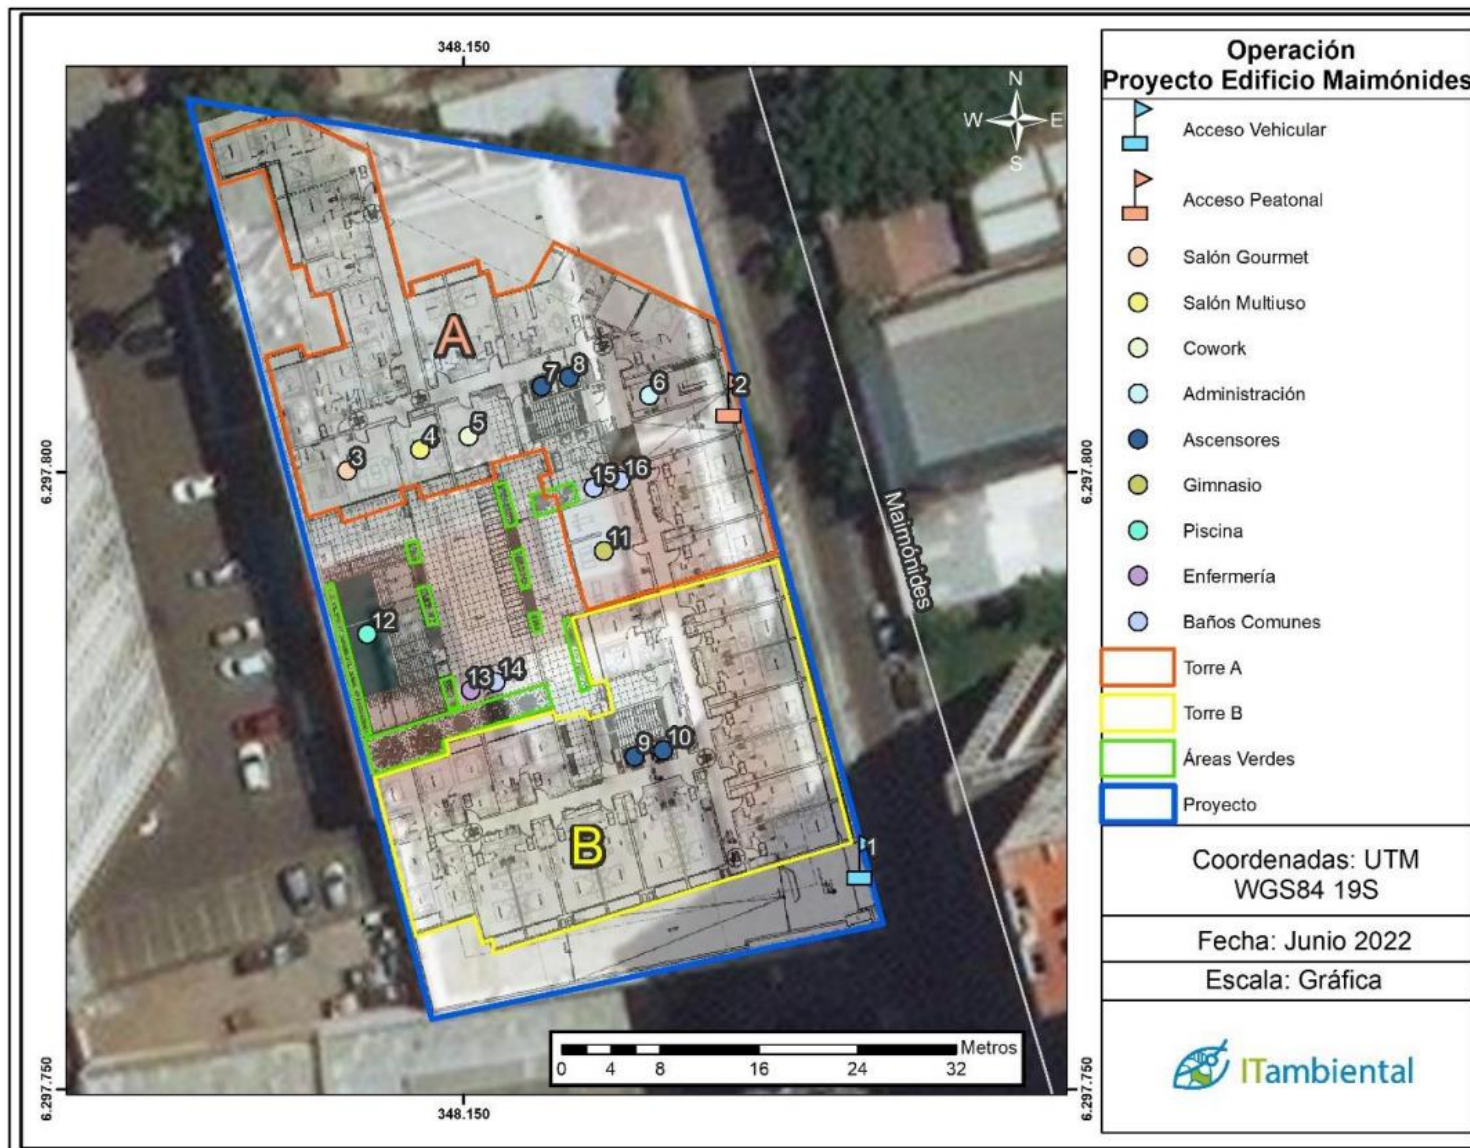 348.150
N
W
E
S
A
7
8
6
2
4
5
3
15
16
11
12
13
14
9
10
B
1
Maimónides
6.297.800
6.297.800
6.297.750
6.297.750
0
4
8
16
24
32
Metros
348.150
Operación
Proyecto Edificio Maimónides
Acceso Vehicular
Acceso Peatonal
Salón Gourmet
Salón Multiuso
Cowork
Administración
Ascensores
Gimnasio
Piscina
Enfermería
Baños Comunes
Torre A
Torre B
Áreas Verdes
Proyecto
Coordenadas: UTM
WGS84 19S
Fecha: Junio 2022
Escala: Gráfica
ITambiental